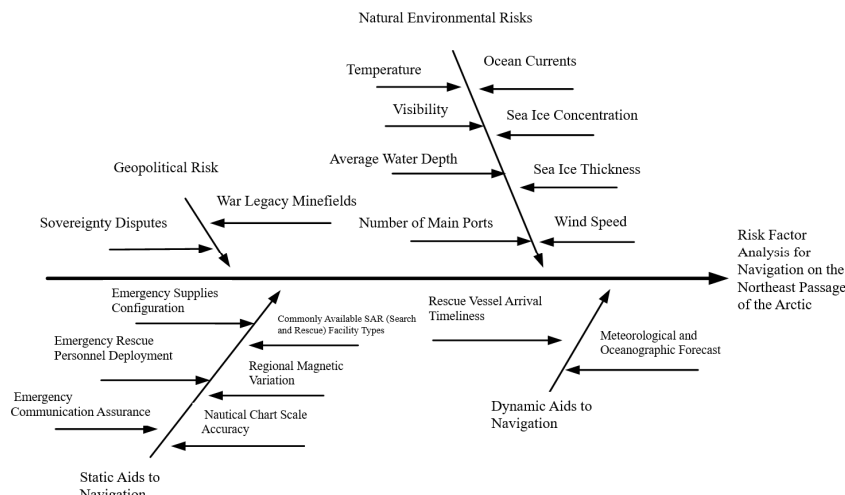 Natural Environmental Risks
Temperature
Ocean Currents
Visibility
Sea Ice Concentration
Average Water Depth
Sea Ice Thickness
Number of Main Ports
Wind Speed
Geopolitical Risk
War Legacy Minefields
Sovereignty Disputes
Risk Factor
Analysis for
Navigation on the
Northeast Passage
of the Arctic
Emergency Supplies
Configuration
Commonly Available SAR (Search
and Rescue) Facility Types
Emergency Rescue
Personnel Deployment
Regional Magnetic
Variation
Emergency
Communication Assurance
Nautical Chart Scale
Accuracy
Static Aids to
Navigation
Rescue Vessel Arrival
Timeliness
Meteorological and
Oceanographic Forecast
Dynamic Aids to
Navigation